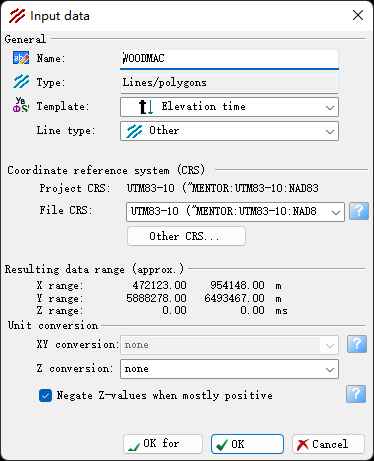 Input data
General
Name: WOODMAC
Type: Lines/polygons
Template: Elevation time
Line type: Other
Coordinate reference system (CRS)
Project CRS: UTM83-10 ("MENTOR:UTM83-10:NAD83
File CRS: UTM83-10 ("MENTOR:UTM83-10:NAD8
Other CRS...
Resulting data range (approx.)
X range: 472123.00 954148.00 m
Y range: 5888278.00 6493467.00 m
Z range: 0.00 0.00 ms
Unit conversion
XY conversion: none
Z conversion: none
Negate Z-values when mostly positive
OK for OK Cancel